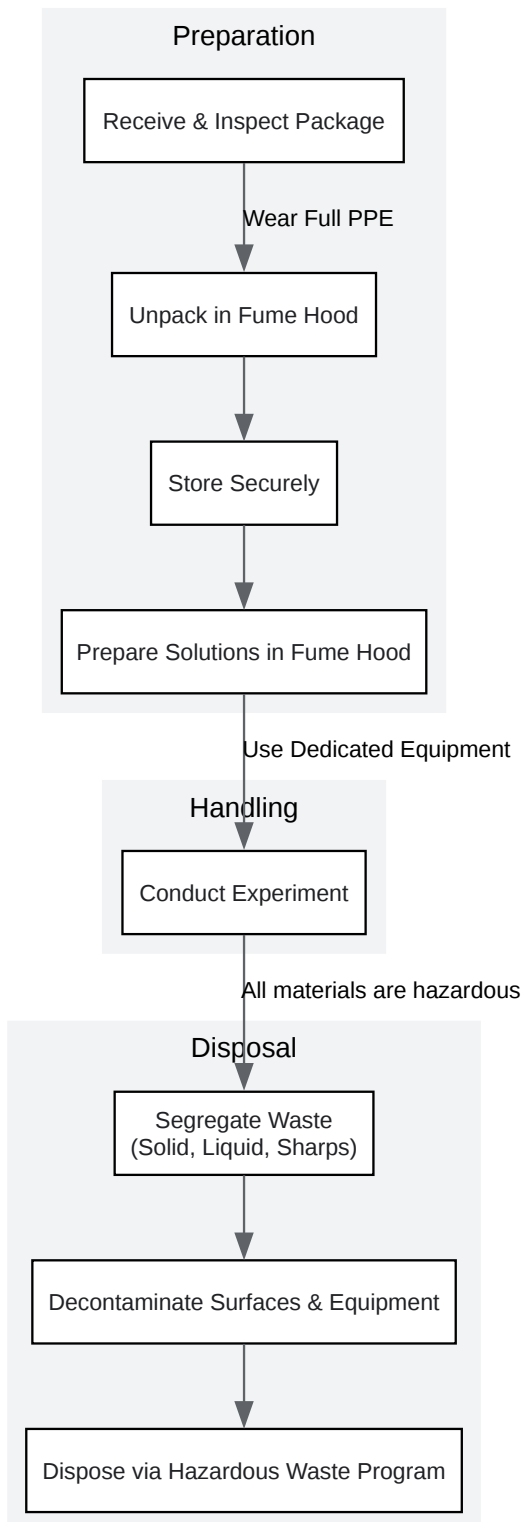 Preparation
Receive & Inspect Package
Wear Full PPE
Unpack in Fume Hood
Store Securely
Prepare Solutions in Fume Hood
Use Dedicated Equipment
Handling
Conduct Experiment
All materials are hazardous
Disposal
Segregate Waste
(Solid, Liquid, Sharps)
Decontaminate Surfaces & Equipment
Dispose via Hazardous Waste Program